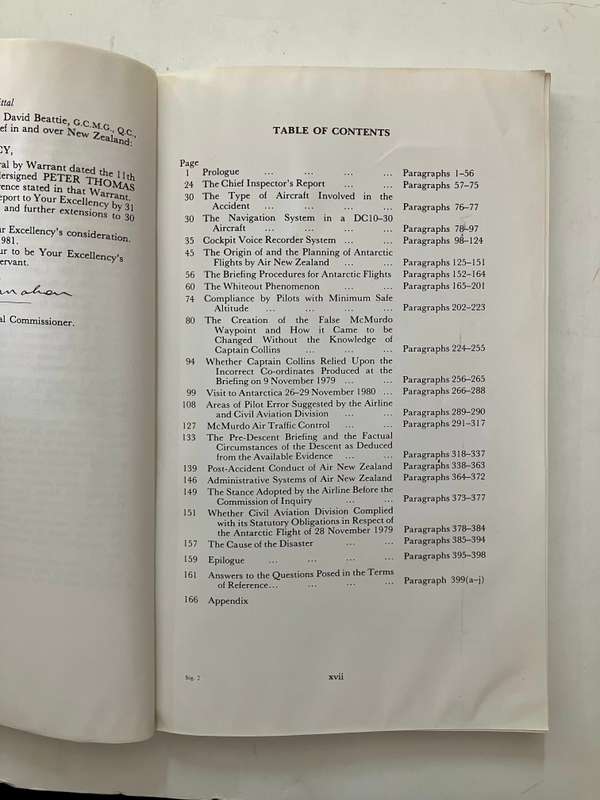 ttal
David Beattie, G.C.M.G., Q.C.,
ef in and over New Zealand:
CY,
al by Warrant dated the 11th
dersigned PETER THOMAS
rence stated in that Warrant.
eport to Your Excellency by 31
and further extensions to 30
r Excellency's consideration.
981.
ur to be Your Excellency's
ervant.
al Commissioner.
TABLE OF CONTENTS
Page
1 Prologue ... ... ... ... Paragraphs 1–56
24 The Chief Inspector's Report ... ... Paragraphs 57–75
30 The Type of Aircraft Involved in the
Accident ... ... ... ... Paragraphs 76–77
30 The Navigation System in a DC10–30
Aircraft ... ... ... ... Paragraphs 78–97
35 Cockpit Voice Recorder System ... ... Paragraphs 98–124
45 The Origin of and the Planning of Antarctic
Flights by Air New Zealand ... ... Paragraphs 125–151
56 The Briefing Procedures for Antarctic Flights Paragraphs 152–164
60 The Whiteout Phenomenon ... ... Paragraphs 165–201
74 Compliance by Pilots with Minimum Safe
Altitude ... ... ... ... Paragraphs 202–223
80 The Creation of the False McMurdo
Waypoint and How it Came to be
Changed Without the Knowledge of
Captain Collins ... ... ... Paragraphs 224–255
94 Whether Captain Collins Relied Upon the
Incorrect Co-ordinates Produced at the
Briefing on 9 November 1979 ... ... Paragraphs 256–265
99 Visit to Antarctica 26–29 November 1980 ... Paragraphs 266–288
108 Areas of Pilot Error Suggested by the Airline
and Civil Aviation Division ... ... Paragraphs 289–290
127 McMurdo Air Traffic Control ... ... Paragraphs 291–317
133 The Pre-Descent Briefing and the Factual
Circumstances of the Descent as Deduced
from the Available Evidence ... ... Paragraphs 318–337
139 Post-Accident Conduct of Air New Zealand Paragraphs 338–363
146 Administrative Systems of Air New Zealand Paragraphs 364–372
149 The Stance Adopted by the Airline Before the
Commission of Inquiry ... ... Paragraphs 373–377
151 Whether Civil Aviation Division Complied
with its Statutory Obligations in Respect of
the Antarctic Flight of 28 November 1979 Paragraphs 378–384
157 The Cause of the Disaster ... ... Paragraphs 385–394
159 Epilogue ... ... ... ... Paragraphs 395–398
161 Answers to the Questions Posed in the Terms
of Reference... ... ... ... Paragraph 399(a–j)
166 Appendix
Sig. 2
xvii